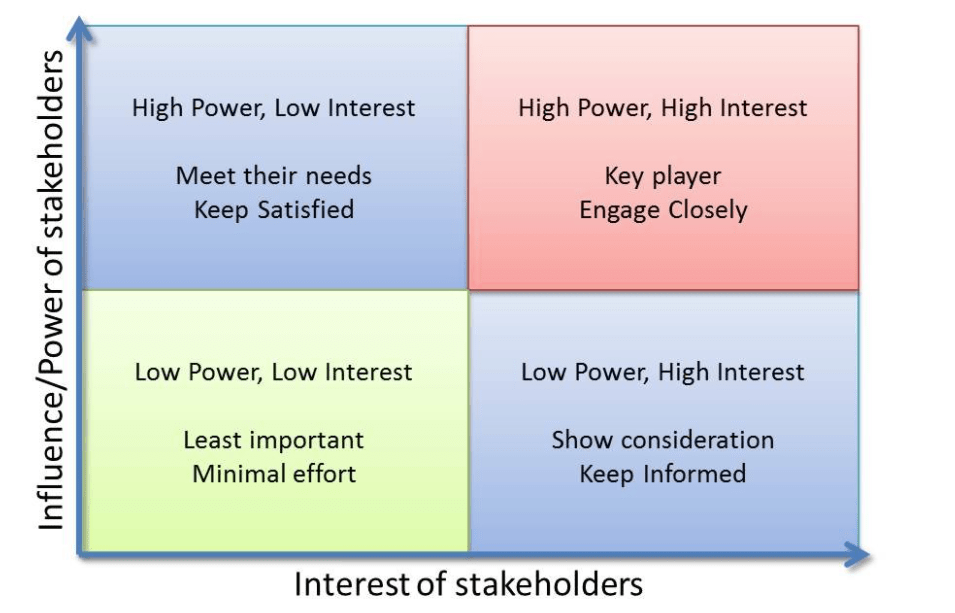 Influence/Power of stakeholders
High Power, Low Interest
Meet their needs
Keep Satisfied
High Power, High Interest
Key player
Engage Closely
Low Power, Low Interest
Least important
Minimal effort
Low Power, High Interest
Show consideration
Keep Informed
Interest of stakeholders